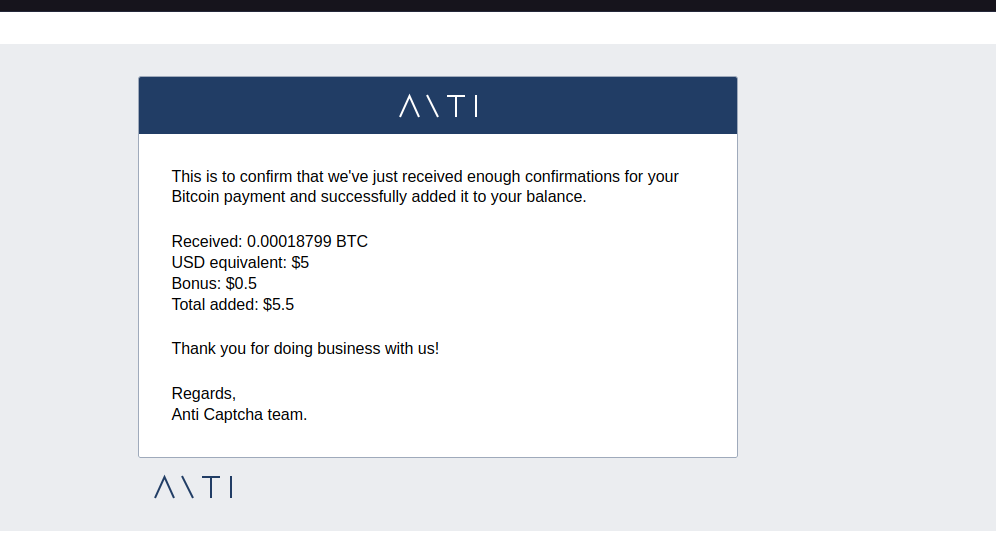 ANTI
This is to confirm that we've just received enough confirmations for your
Bitcoin payment and successfully added it to your balance.
Received: 0.00018799 BTC
USD equivalent: $5
Bonus: $0.5
Total added: $5.5
Thank you for doing business with us!
Regards,
Anti Captcha team.
ANTI